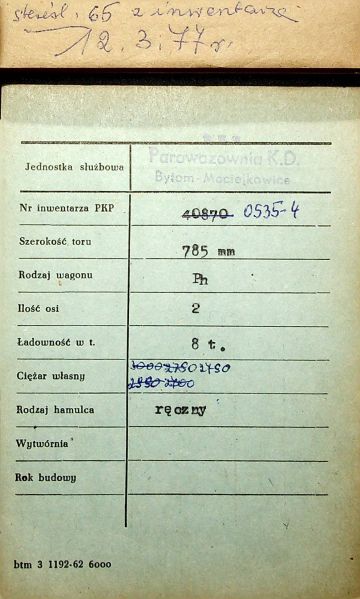 skreśl. 65 z inwentarza
12.3.77 r.
Jednostka służbowa
Parowozownia K.D.
Bytom-Maciejkowice
Nr inwentarza PKP 40870 0535-4
Szerokość toru 785 mm
Rodzaj wagonu Ph
Ilość osi 2
Ładowność w t. 8 t.
Ciężar własny 2750 2750
Rodzaj hamulca ręczny
Wytwórnia
Rok budowy
btm 3 1192-62 6000